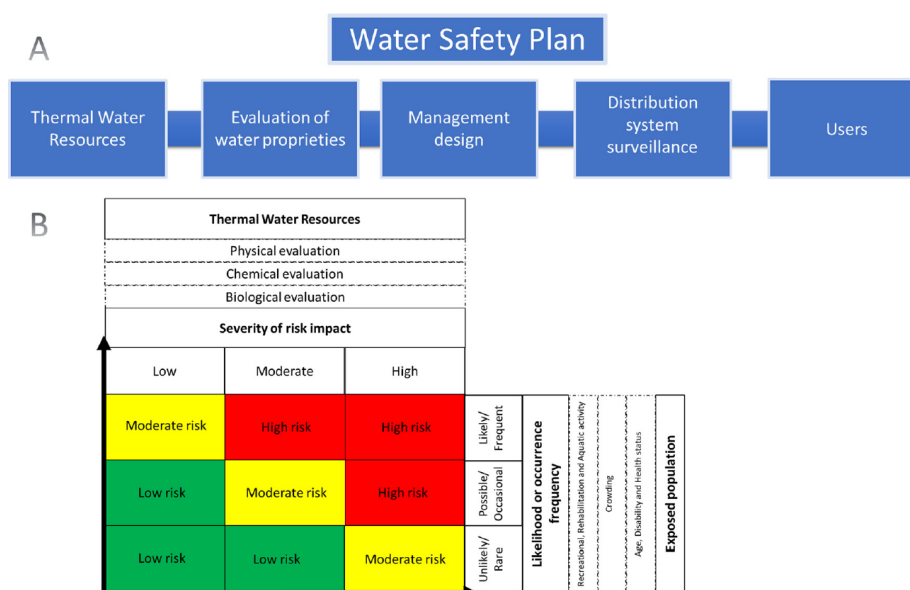 A
Water Safety Plan
Thermal Water
Resources
Evaluation of
water proprieties
Management
design
Distribution
system
surveillance
Users
B
Thermal Water Resources
Physical evaluation
Chemical evaluation
Biological evaluation
Severity of risk impact
Low
Moderate
High
Moderate risk
High risk
High risk
Likely/
Frequent
Low risk
Moderate risk
High risk
Possible/
Occasional
Low risk
Low risk
Moderate risk
Unlikely/
Rare
Likelihood or occurrence
frequency
Recreational, Rehabilitation and Aquatic activity
Crowding
Age, Disability and Health status
Exposed population